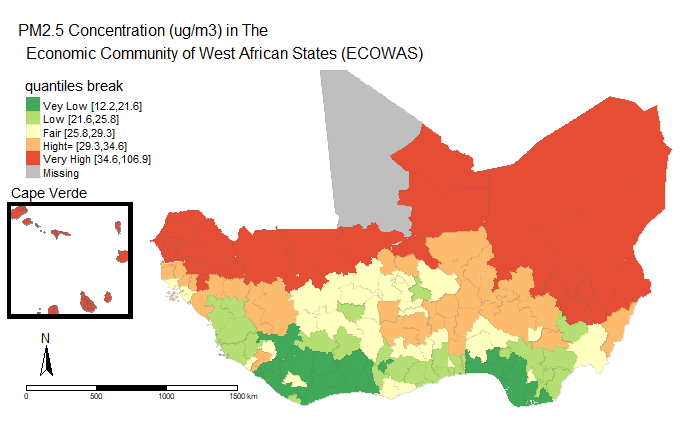 PM2.5 Concentration (ug/m3) in The
Economic Community of West African States (ECOWAS)
quantiles break
Vey Low [12.2,21.6]
Low [21.6,25.8]
Fair [25.8,29.3]
Hight= [29.3,34.6]
Very High [34.6,106.9]
Missing
Cape Verde
N
0 500 1000 1500 km